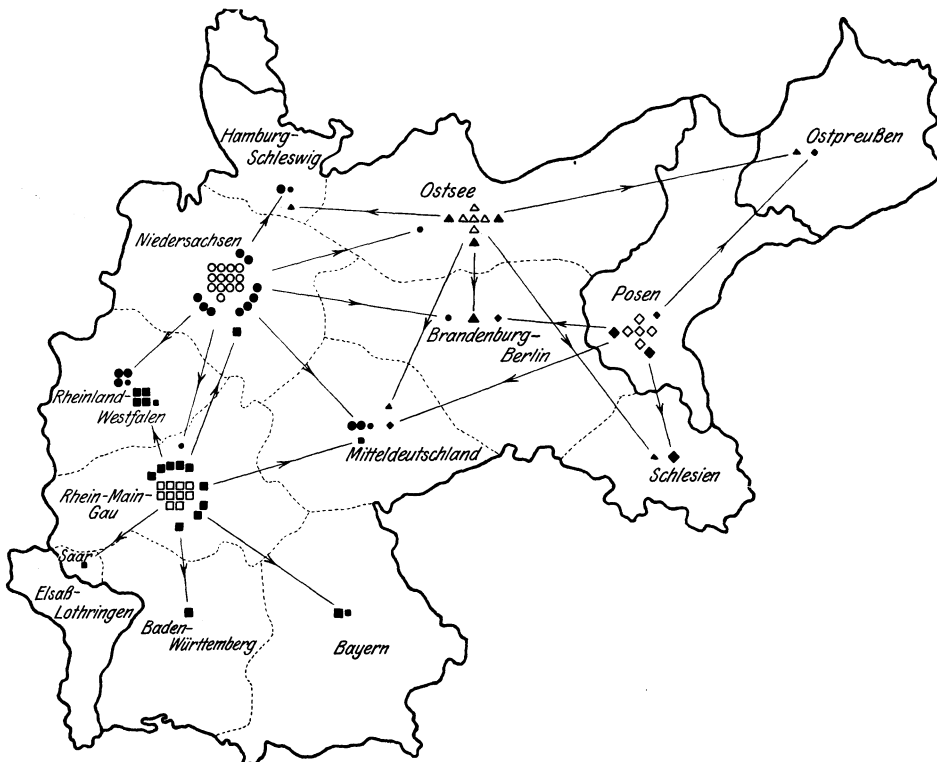 Hamburg-
Schleswig
Ostpreußen
Ostsee
Niedersachsen
Posen
Brandenburg-
Berlin
Rheinland-
Westfalen
Mitteldeutschland
Schlesien
Rhein-Main-
Gau
Saar
Elsaß-
Lothringen
Baden-
Württemberg
Bayern